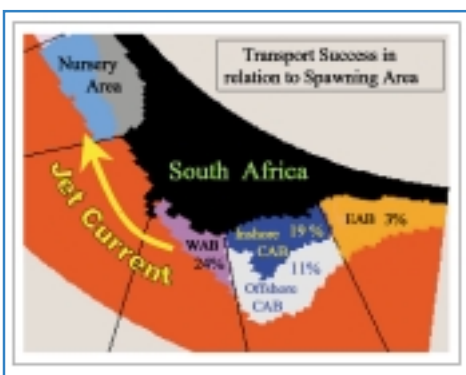 Transport Success in
relation to Spawning Area
Nursery
Area
South Africa
Jet Current
WAB
24%
Inshore 19 %
CAB
11%
Offshore
CAB
EAB 3%